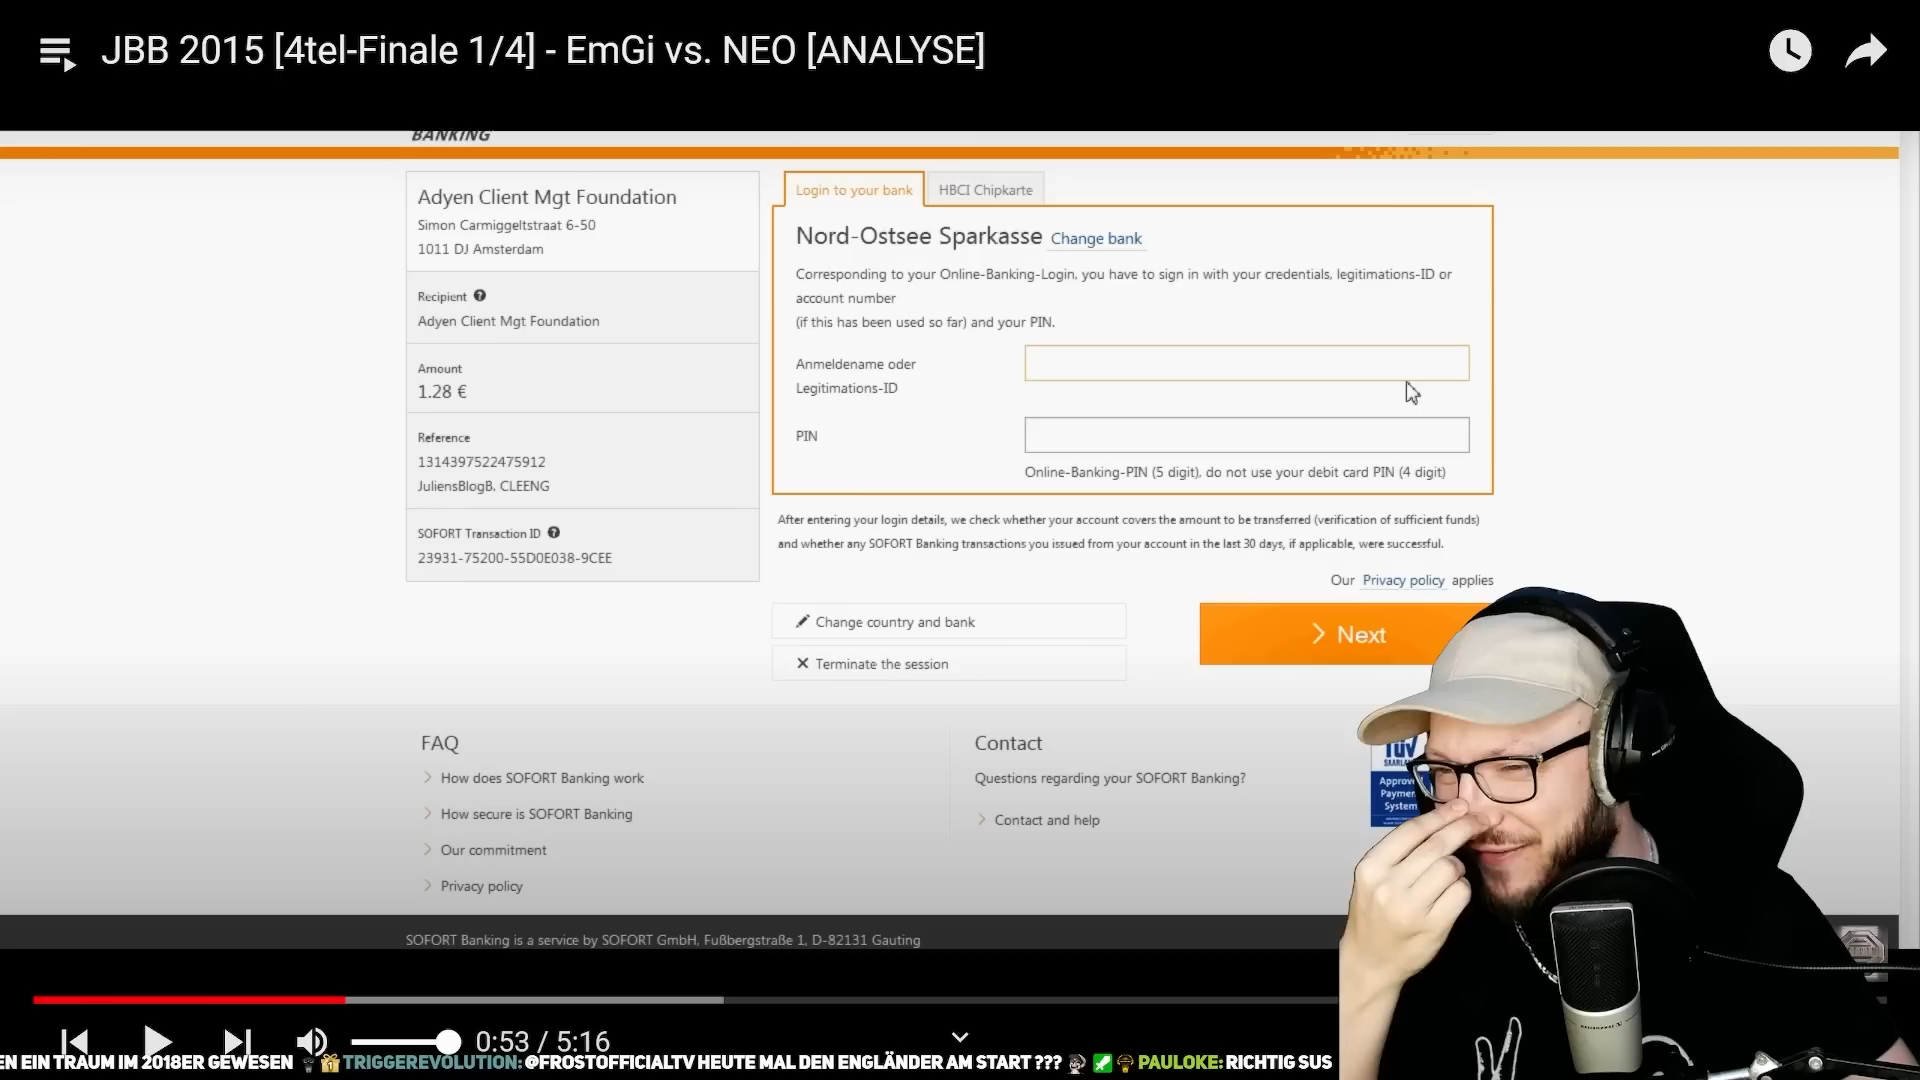 JBB 2015 [4tel-Finale 1/4] - EmGi vs. NEO [ANALYSE]
BANKING
Adyen Client Mgt Foundation
Simon Carmiggeltstraat 6-50
1011 DJ Amsterdam
Recipient
Adyen Client Mgt Foundation
Amount
1.28 €
Reference
1314397522475912
JuliensBlogB. CLEENG
SOFORT Transaction ID
23931-75200-55D0E038-9CEE
Login to your bank
HBCI Chipkarte
Nord-Ostsee Sparkasse Change bank
Corresponding to your Online-Banking-Login, you have to sign in with your credentials, legitimations-ID or
account number
(if this has been used so far) and your PIN.
Anmeldename oder
Legitimations-ID
PIN
Online-Banking-PIN (5 digit), do not use your debit card PIN (4 digit)
After entering your login details, we check whether your account covers the amount to be transferred (verification of sufficient funds)
and whether any SOFORT Banking transactions you issued from your account in the last 30 days, if applicable, were successful.
Our Privacy policy applies
Change country and bank
Next
Terminate the session
FAQ
How does SOFORT Banking work
How secure is SOFORT Banking
Our commitment
Privacy policy
Contact
Questions regarding your SOFORT Banking?
Contact and help
TÜV
SAARLAN
Approv
Paymen
System
SOFORT Banking is a service by SOFORT GmbH, Fußbergstraße 1, D-82131 Gauting
0:53 / 5:16
EN EIN TRAUM IM 2018ER GEWESEN TRIGGEREVOLUTION: @FROSTOFFICIALTV HEUTE MAL DEN ENGLÄNDER AM START ??? PAULOKE: RICHTIG SUS